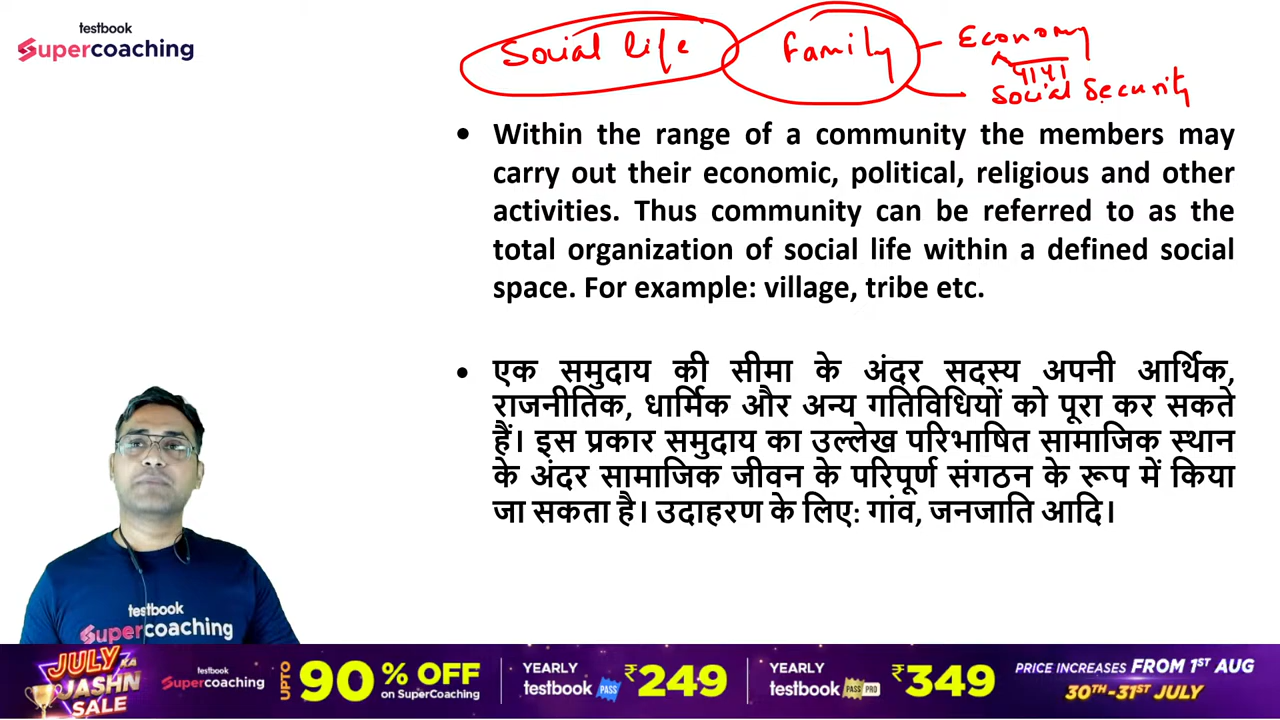 testbook
Supercoaching
Social life Family Economy
पापा
Social Security
• Within the range of a community the members may
carry out their economic, political, religious and other
activities. Thus community can be referred to as the
total organization of social life within a defined social
space. For example: village, tribe etc.
• एक समुदाय की सीमा के अंदर सदस्य अपनी आर्थिक,
राजनीतिक, धार्मिक और अन्य गतिविधियों को पूरा कर सकते
हैं। इस प्रकार समुदाय का उल्लेख परिभाषित सामाजिक स्थान
के अंदर सामाजिक जीवन के परिपूर्ण संगठन के रूप में किया
जा सकता है। उदाहरण के लिए: गांव, जनजाति आदि।
testbook
Supercoaching
JULY KA
JASHN
SALE
testbook
Supercoaching
UPTO 90% OFF
on SuperCoaching
YEARLY
testbook PASS
₹249
YEARLY
testbook PASS PRO
₹349
PRICE INCREASES FROM 1ST AUG
30TH-31ST JULY